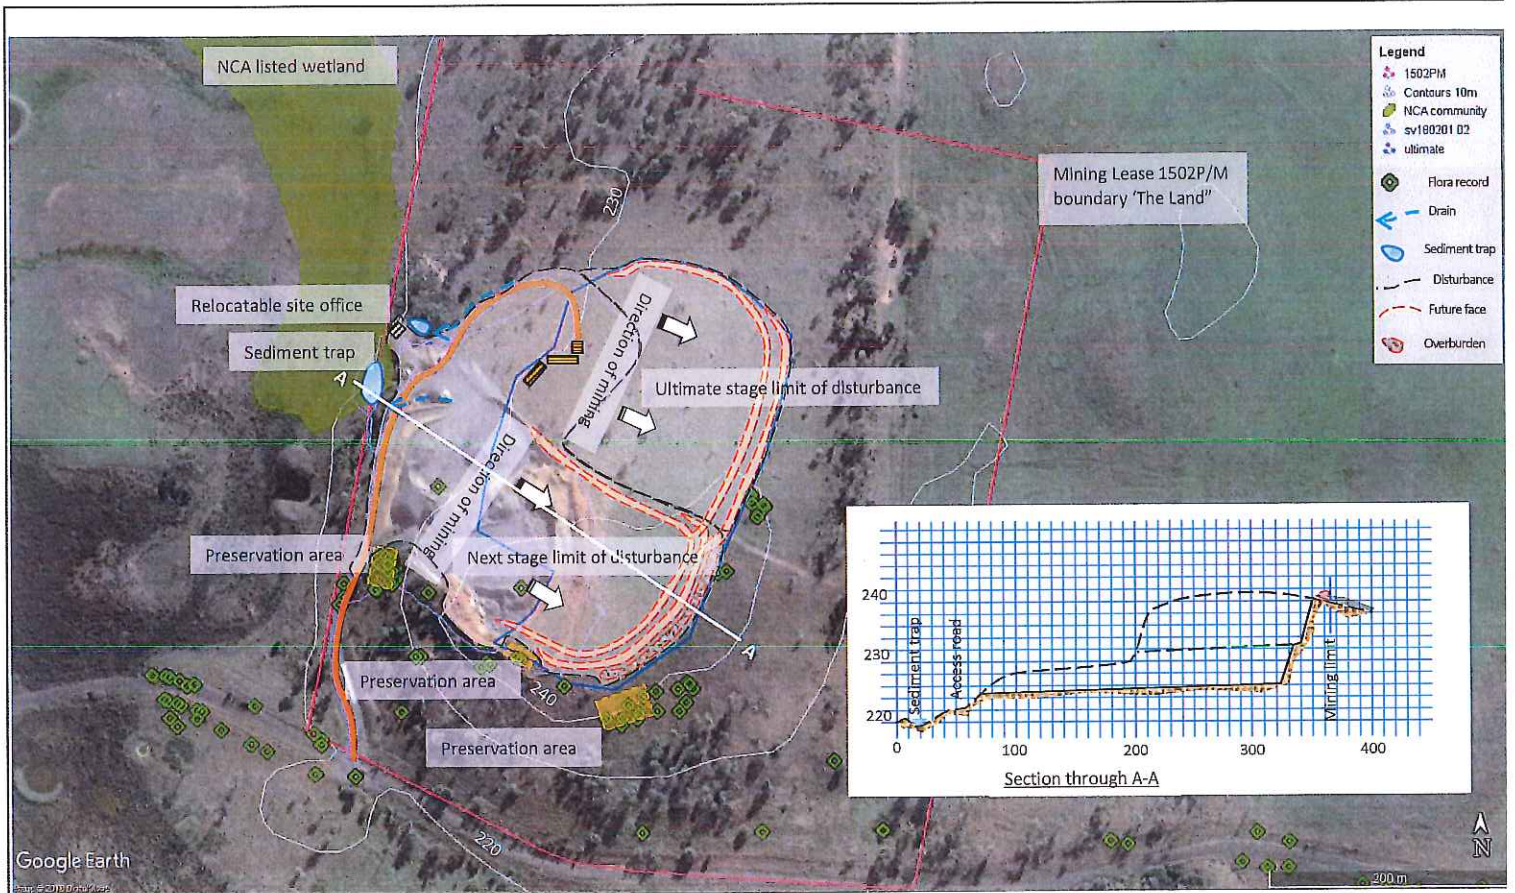 NCA listed wetland
Legend
1502PM
Contours 10m
NCA community
sv180201 02
ultimate
Flora record
Drain
Sediment trap
Disturbance
Future face
Overburden
Mining Lease 1502P/M
boundary ‘The Land”
230
Relocatable site office
Sediment trap
A
Direction of mining
Ultimate stage limit of disturbance
Direction of mining
Preservation area
Next stage limit of disturbance
A
Preservation area
240
Preservation area
220
240
230
220
Sediment trap
Access road
Mining limit
0
100
200
300
400
Section through A-A
N
Google Earth
200 m